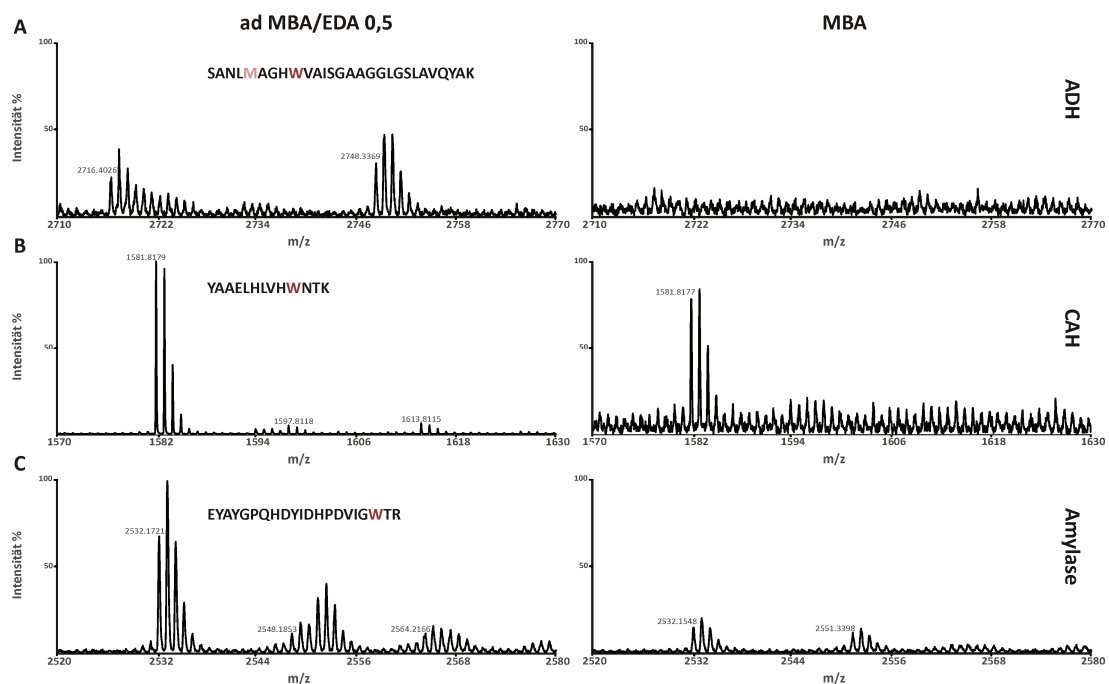 ad MBA/EDA 0,5
MBA
A
ADH
Intensität %
100
50
SANLMAGHWVAISGAAGGLGSLAVQYAK
2716.4026
2748.3369
2710
2722
2734
2746
2758
2770
m/z
2710
2722
2734
2746
2758
2770
m/z
B
CAH
Intensität %
100
50
1581.8179
YAAELHLVHWNTK
1597.8118
1613.8115
1570
1582
1594
1606
1618
1630
m/z
100
50
1581.8177
1570
1582
1594
1606
1618
1630
m/z
C
Amylase
Intensität %
100
50
EYAYGPQHDYIDHPDVIGWTR
2532.1721
2548.1853
2564.2166
2520
2532
2544
2556
2568
2580
m/z
100
50
2532.1548
2551.3398
2520
2532
2544
2556
2568
2580
m/z